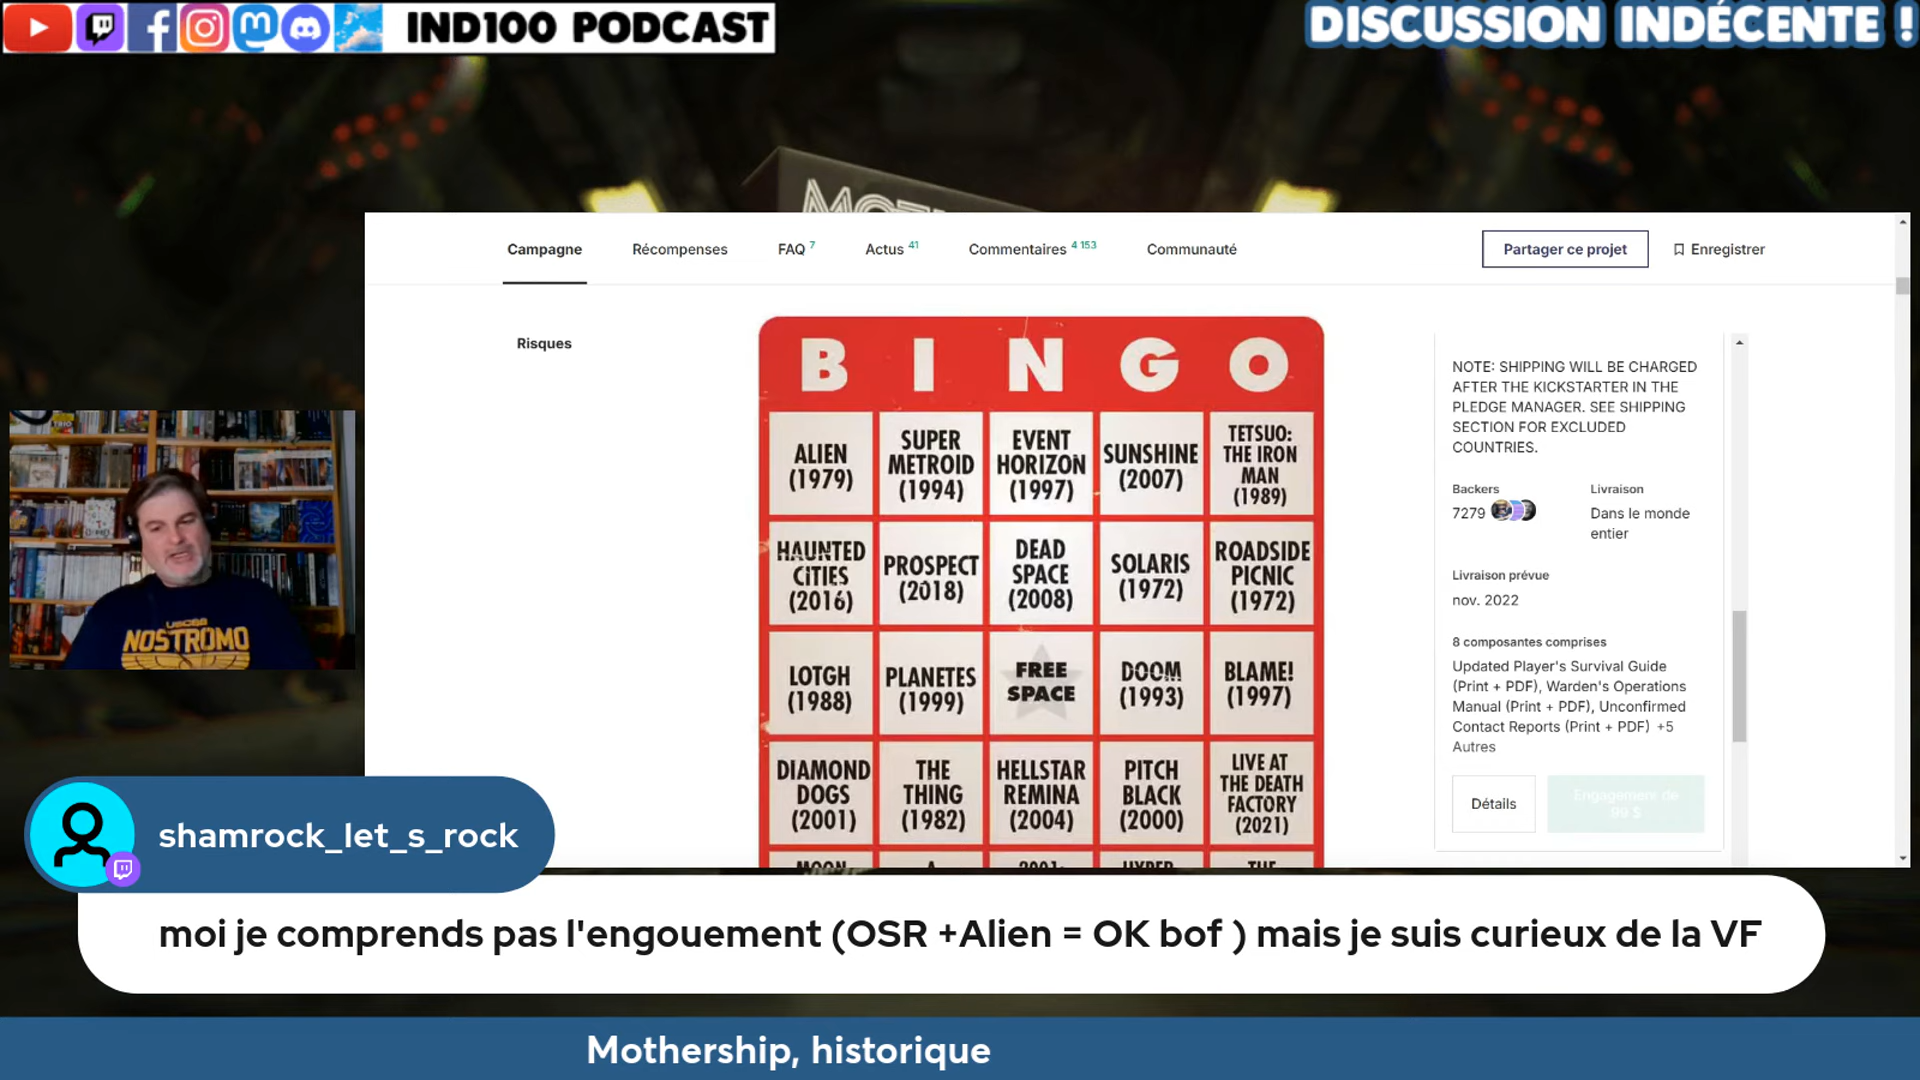 IND100 PODCAST
DISCUSSION INDÉCENTE !
Campagne
Récompenses
FAQ 7
Actus 41
Commentaires 4 153
Communauté
Partager ce projet
Enregistrer
Risques
B I N G O
ALIEN (1979)
SUPER METROID (1994)
EVENT HORIZON (1997)
SUNSHINE (2007)
TETSUO: THE IRON MAN (1989)
HAUNTED CITIES (2016)
PROSPECT (2018)
DEAD SPACE (2008)
SOLARIS (1972)
ROADSIDE PICNIC (1972)
LOTGH (1988)
PLANETES (1999)
FREE SPACE
DOOM (1993)
BLAME! (1997)
DIAMOND DOGS (2001)
THE THING (1982)
HELLSTAR REMINA (2004)
PITCH BLACK (2000)
LIVE AT THE DEATH FACTORY (2021)
MOON
A
2001:
HYPER
THE
NOTE: SHIPPING WILL BE CHARGED
AFTER THE KICKSTARTER IN THE
PLEDGE MANAGER. SEE SHIPPING
SECTION FOR EXCLUDED
COUNTRIES.
Backers
7279
Livraison
Dans le monde
entier
Livraison prévue
nov. 2022
8 composantes comprises
Updated Player's Survival Guide
(Print + PDF), Warden's Operations
Manual (Print + PDF), Unconfirmed
Contact Reports (Print + PDF) +5
Autres
Détails
Engagement de
99 $
NOSTROMO
shamrock_let_s_rock
moi je comprends pas l'engouement (OSR +Alien = OK bof ) mais je suis curieux de la VF
Mothership, historique